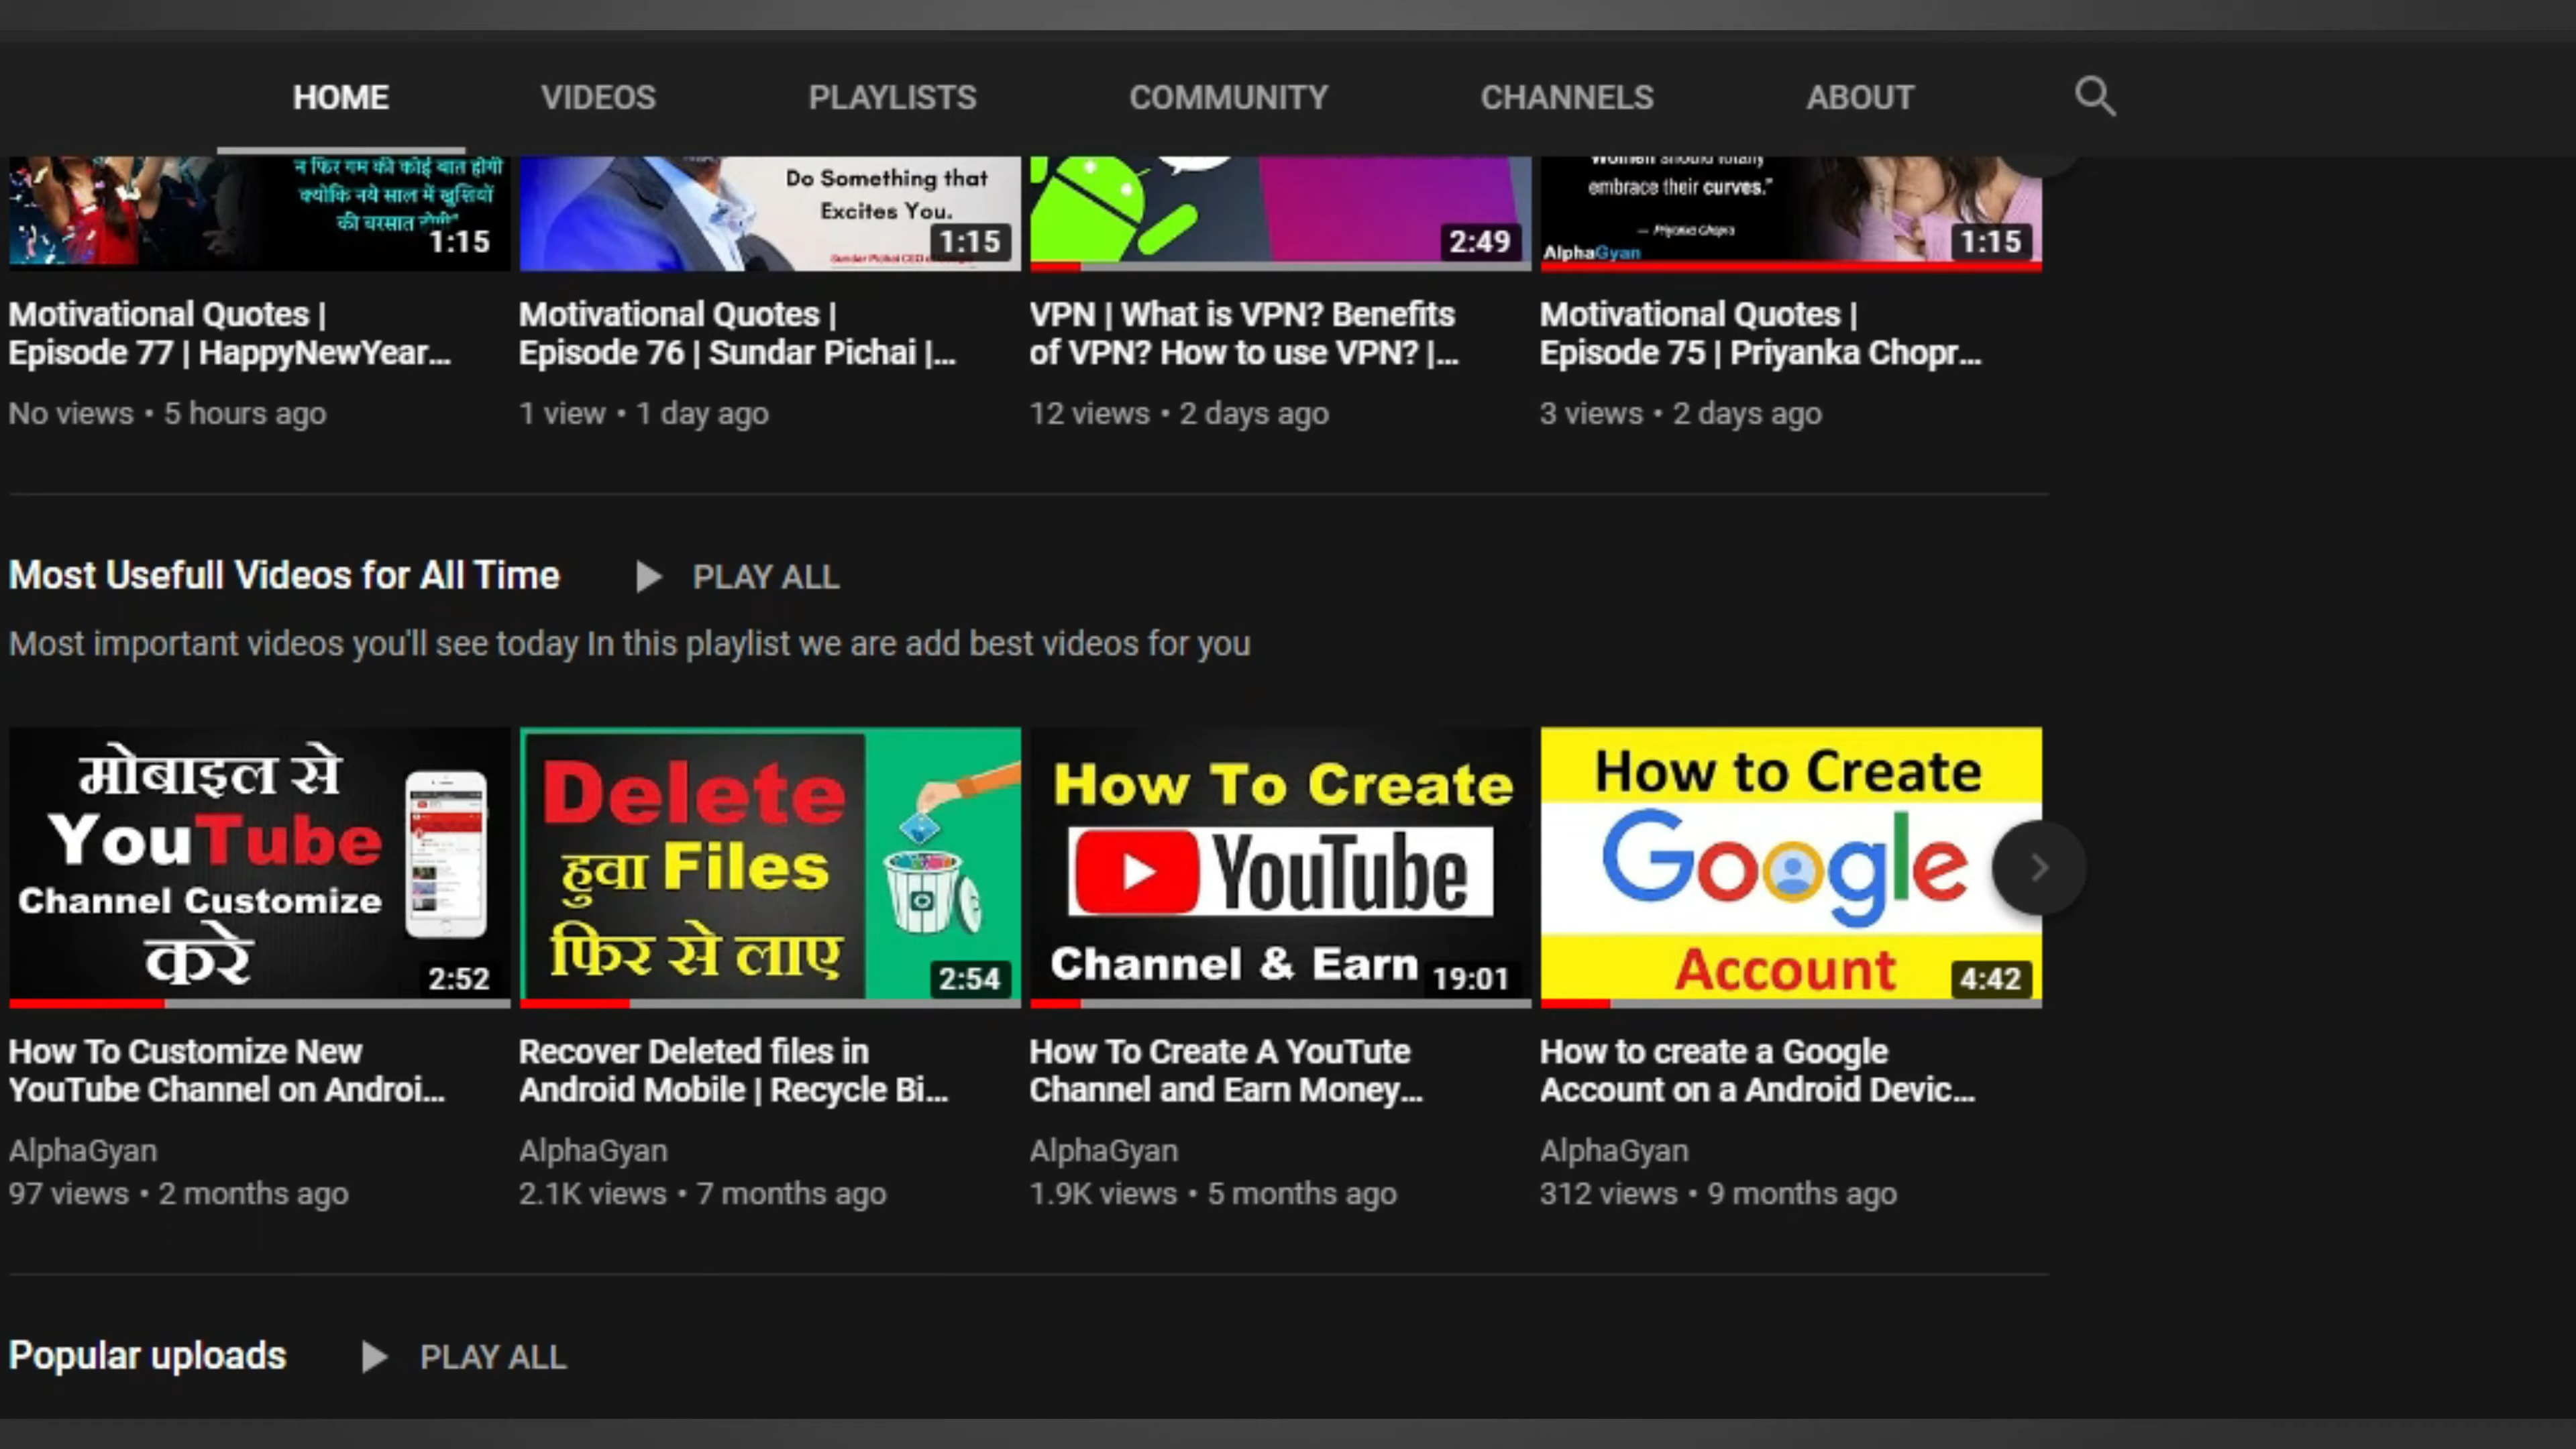 HOME VIDEOS PLAYLISTS COMMUNITY CHANNELS ABOUT
न फिर गम की कोई बात होगी
क्योकि नये साल में खुशियों
की बरसात होगी"
1:15
Do Something that
Excites You.
1:15
2:49
Women should totally
embrace their curves."
— Priyanka Chopra
AlphaGyan
1:15
Motivational Quotes |
Episode 77 | HappyNewYear...
No views • 5 hours ago
Motivational Quotes |
Episode 76 | Sundar Pichai |...
1 view • 1 day ago
VPN | What is VPN? Benefits
of VPN? How to use VPN? |...
12 views • 2 days ago
Motivational Quotes |
Episode 75 | Priyanka Chopr...
3 views • 2 days ago
Most Usefull Videos for All Time PLAY ALL
Most important videos you'll see today In this playlist we are add best videos for you
मोबाइल से
YouTube
Channel Customize
करे
2:52
Delete
हुवा Files
फिर से लाए
2:54
How To Create
YouTube
Channel & Earn
19:01
How to Create
Google
Account
4:42
How To Customize New
YouTube Channel on Androi...
AlphaGyan
97 views • 2 months ago
Recover Deleted files in
Android Mobile | Recycle Bi...
AlphaGyan
2.1K views • 7 months ago
How To Create A YouTute
Channel and Earn Money...
AlphaGyan
1.9K views • 5 months ago
How to create a Google
Account on a Android Devic...
AlphaGyan
312 views • 9 months ago
Popular uploads PLAY ALL